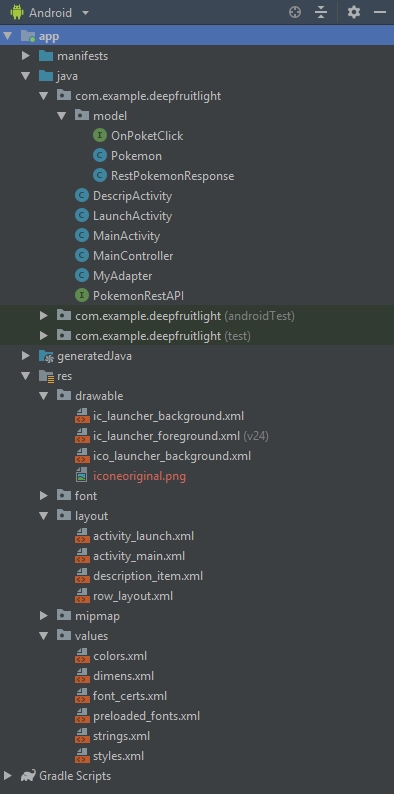 Android
app
manifests
java
com.example.deepfruitlight
model
OnPoketClick
Pokemon
RestPokemonResponse
DescripActivity
LaunchActivity
MainActivity
MainController
MyAdapter
PokemonRestAPI
com.example.deepfruitlight (androidTest)
com.example.deepfruitlight (test)
generatedJava
res
drawable
ic_launcher_background.xml
ic_launcher_foreground.xml (v24)
ico_launcher_background.xml
iconeoriginal.png
font
layout
activity_launch.xml
activity_main.xml
description_item.xml
row_layout.xml
mipmap
values
colors.xml
dimens.xml
font_certs.xml
preloaded_fonts.xml
strings.xml
styles.xml
Gradle Scripts